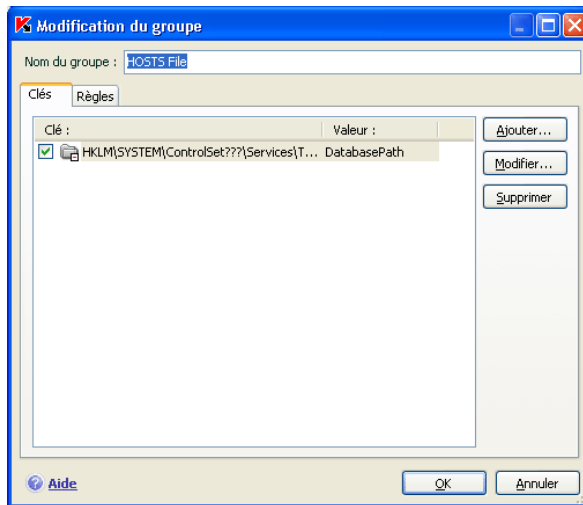 Modification du groupe
Nom du groupe : HOSTS File
Clés Règles
Clé : Valeur :
HKLM\SYSTEM\ControlSet???\Services\T... DatabasePath
Ajouter...
Modifier...
Supprimer
Aide
OK Annuler